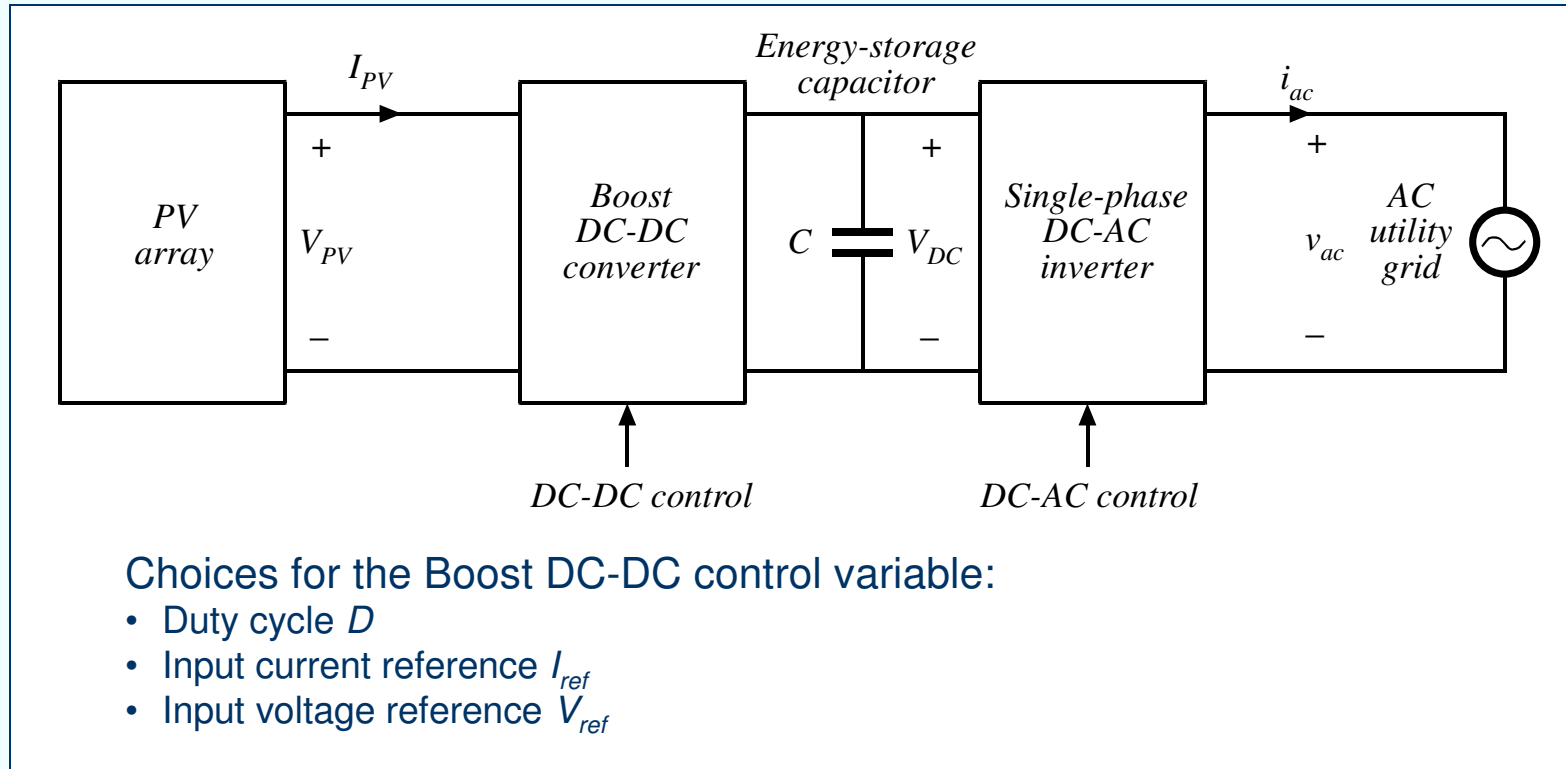 Energy-storage
capacitor
I_PV
i_ac
+
+
+
PV
array
V_PV
Boost
DC-DC
converter
C
V_DC
Single-phase
DC-AC
inverter
v_ac
AC
utility
grid
–
–
–
DC-DC control
DC-AC control
Choices for the Boost DC-DC control variable:
• Duty cycle D
• Input current reference I_ref
• Input voltage reference V_ref